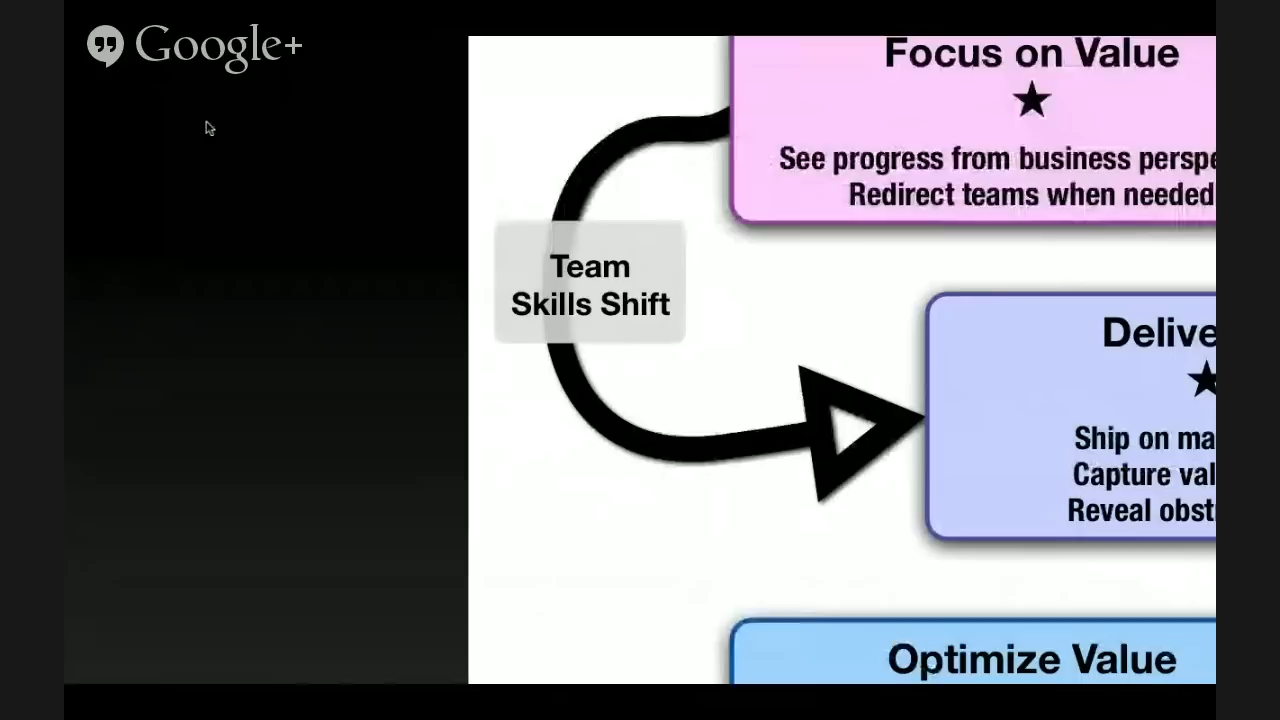 Google+
Focus on Value
See progress from business perspe
Redirect teams when needed
Team
Skills Shift
Delive
Ship on ma
Capture val
Reveal obst
Optimize Value